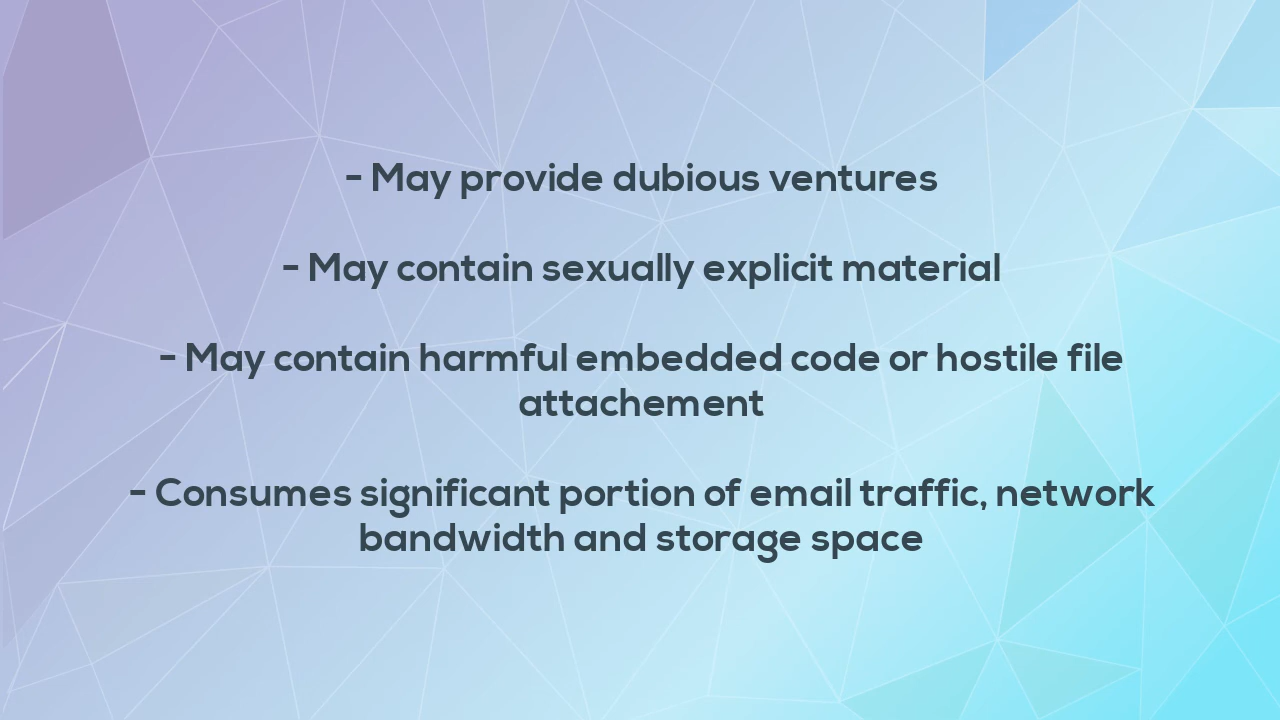 - May provide dubious ventures
- May contain sexually explicit material
- May contain harmful embedded code or hostile file
attachement
- Consumes significant portion of email traffic, network
bandwidth and storage space